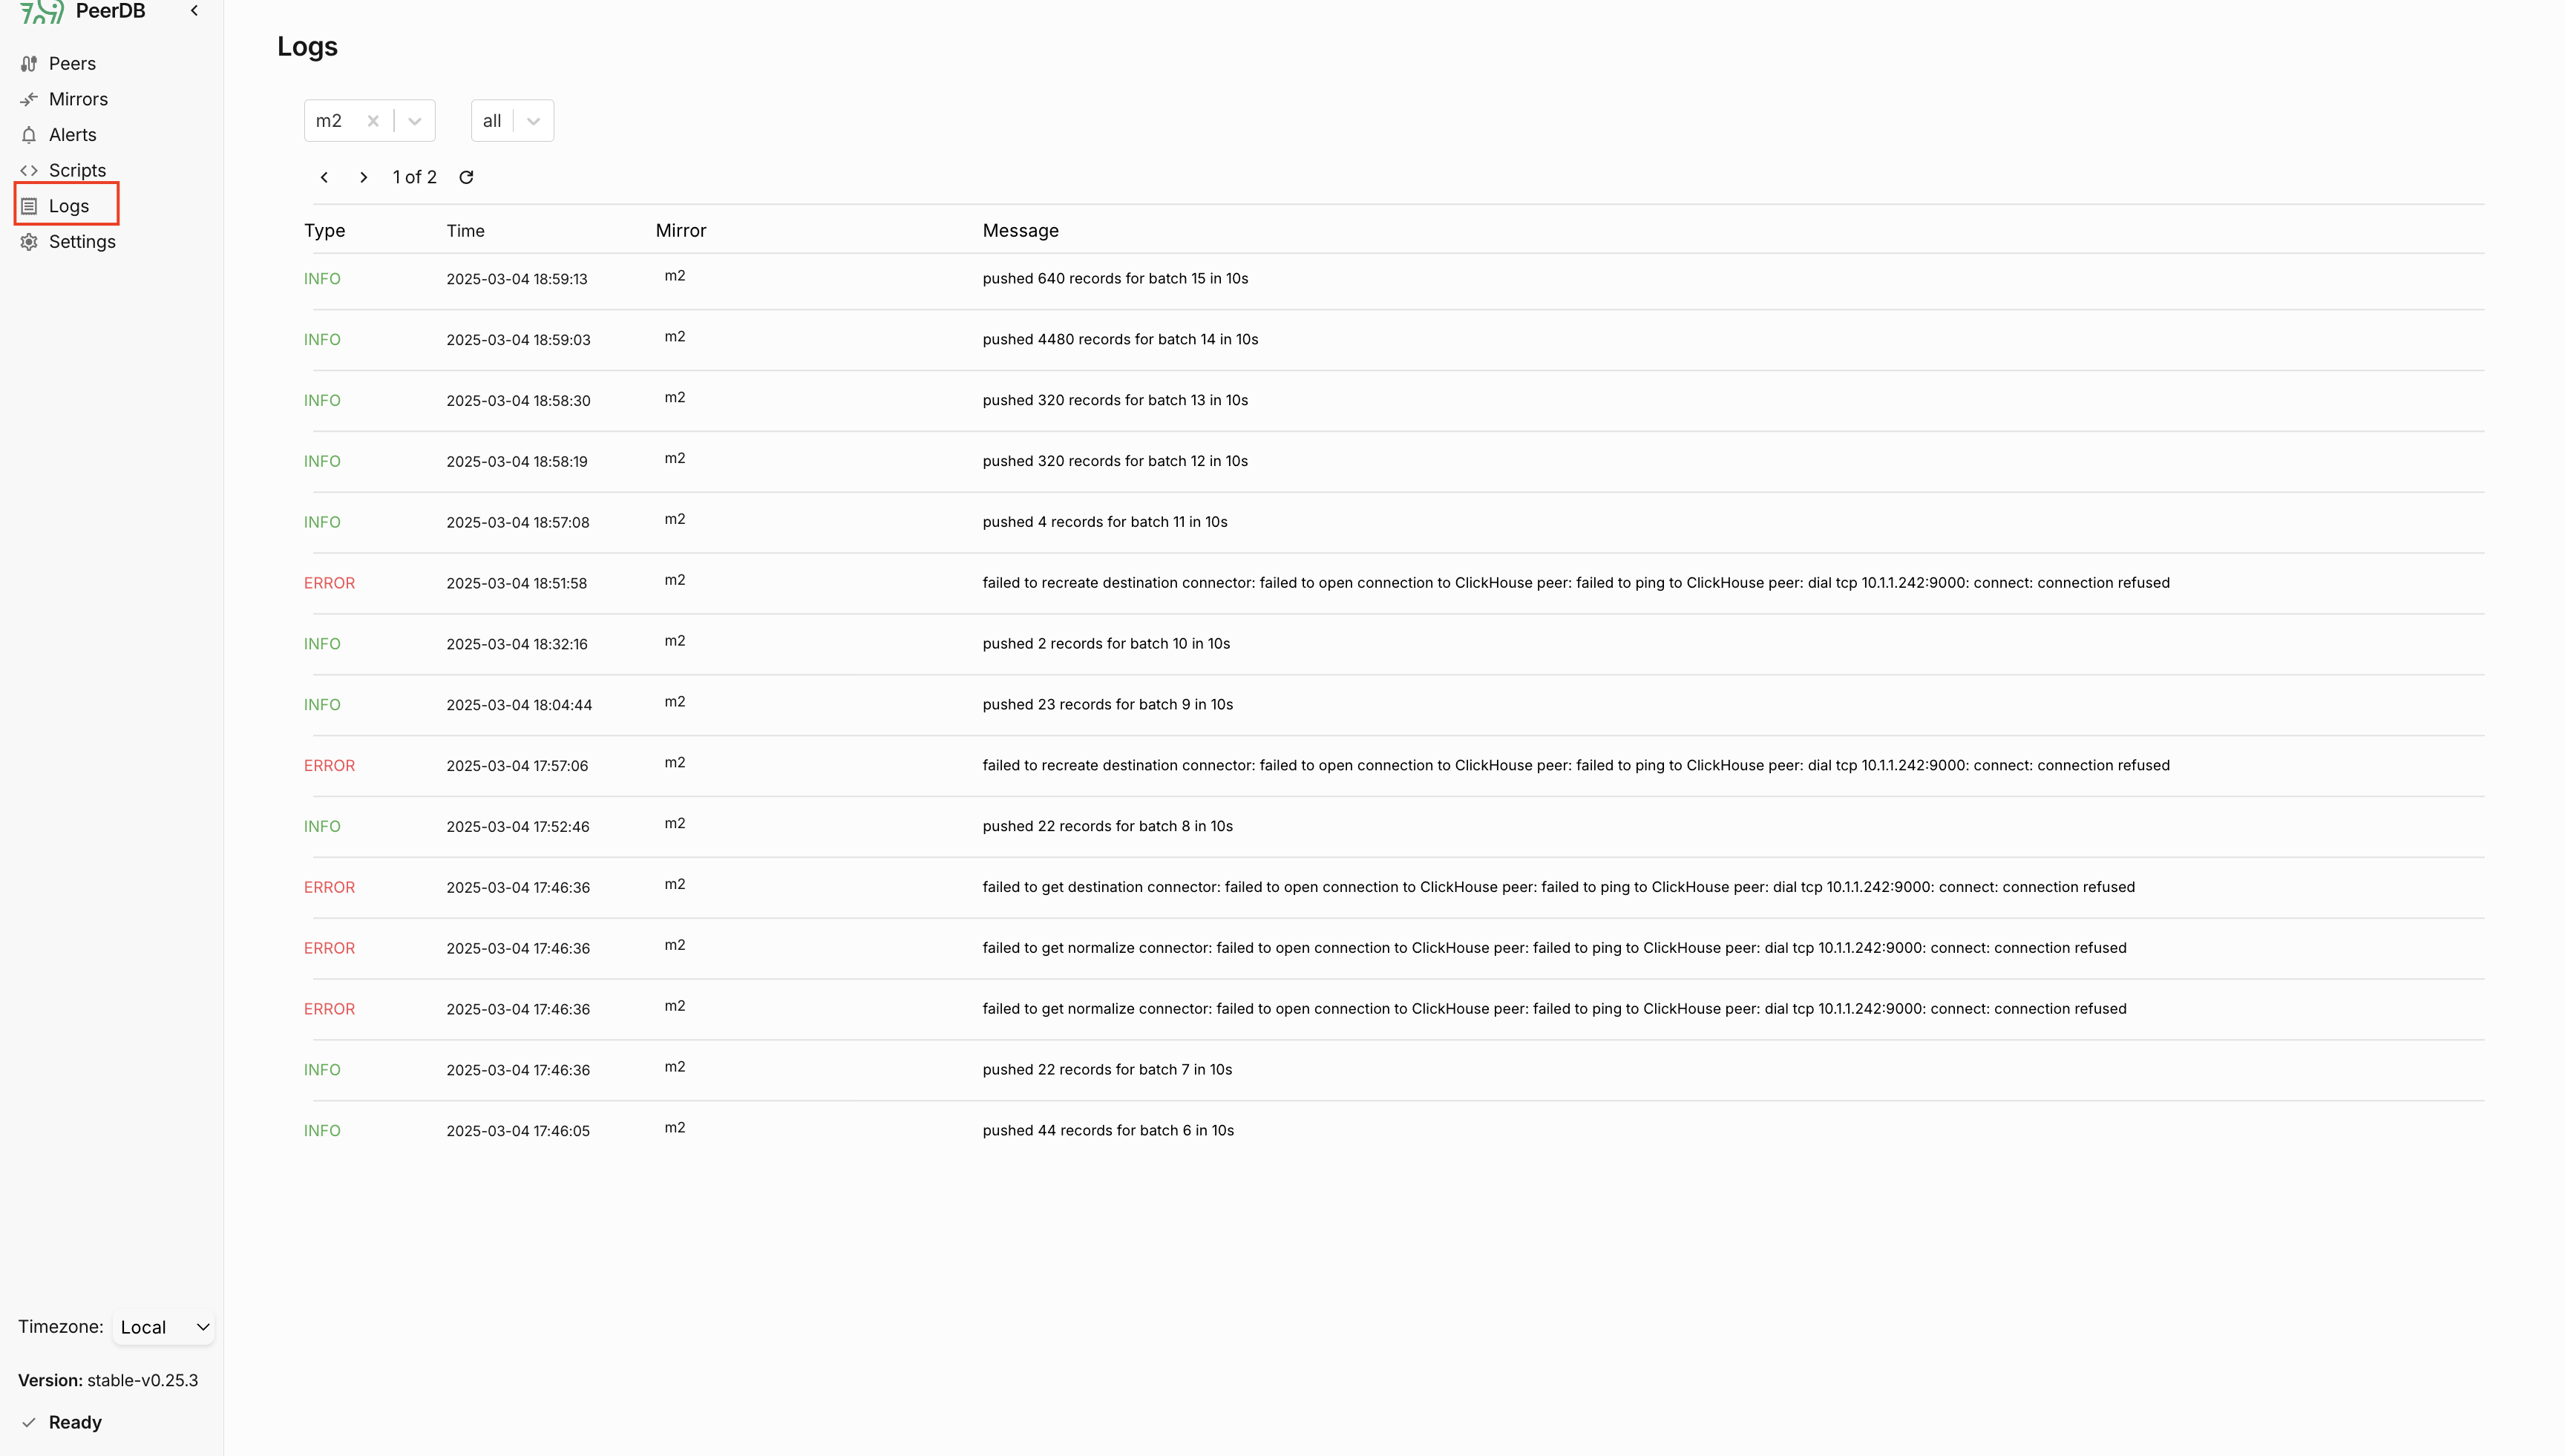 PeerDB
Peers
Mirrors
Alerts
Scripts
Logs
Settings
Timezone: Local
Version: stable-v0.25.3
Ready
Logs
m2 all
1 of 2
Type Time Mirror Message
INFO 2025-03-04 18:59:13 m2 pushed 640 records for batch 15 in 10s
INFO 2025-03-04 18:59:03 m2 pushed 4480 records for batch 14 in 10s
INFO 2025-03-04 18:58:30 m2 pushed 320 records for batch 13 in 10s
INFO 2025-03-04 18:58:19 m2 pushed 320 records for batch 12 in 10s
INFO 2025-03-04 18:57:08 m2 pushed 4 records for batch 11 in 10s
ERROR 2025-03-04 18:51:58 m2 failed to recreate destination connector: failed to open connection to ClickHouse peer: failed to ping to ClickHouse peer: dial tcp 10.1.1.242:9000: connect: connection refused
INFO 2025-03-04 18:32:16 m2 pushed 2 records for batch 10 in 10s
INFO 2025-03-04 18:04:44 m2 pushed 23 records for batch 9 in 10s
ERROR 2025-03-04 17:57:06 m2 failed to recreate destination connector: failed to open connection to ClickHouse peer: failed to ping to ClickHouse peer: dial tcp 10.1.1.242:9000: connect: connection refused
INFO 2025-03-04 17:52:46 m2 pushed 22 records for batch 8 in 10s
ERROR 2025-03-04 17:46:36 m2 failed to get destination connector: failed to open connection to ClickHouse peer: failed to ping to ClickHouse peer: dial tcp 10.1.1.242:9000: connect: connection refused
ERROR 2025-03-04 17:46:36 m2 failed to get normalize connector: failed to open connection to ClickHouse peer: failed to ping to ClickHouse peer: dial tcp 10.1.1.242:9000: connect: connection refused
ERROR 2025-03-04 17:46:36 m2 failed to get normalize connector: failed to open connection to ClickHouse peer: failed to ping to ClickHouse peer: dial tcp 10.1.1.242:9000: connect: connection refused
INFO 2025-03-04 17:46:36 m2 pushed 22 records for batch 7 in 10s
INFO 2025-03-04 17:46:05 m2 pushed 44 records for batch 6 in 10s